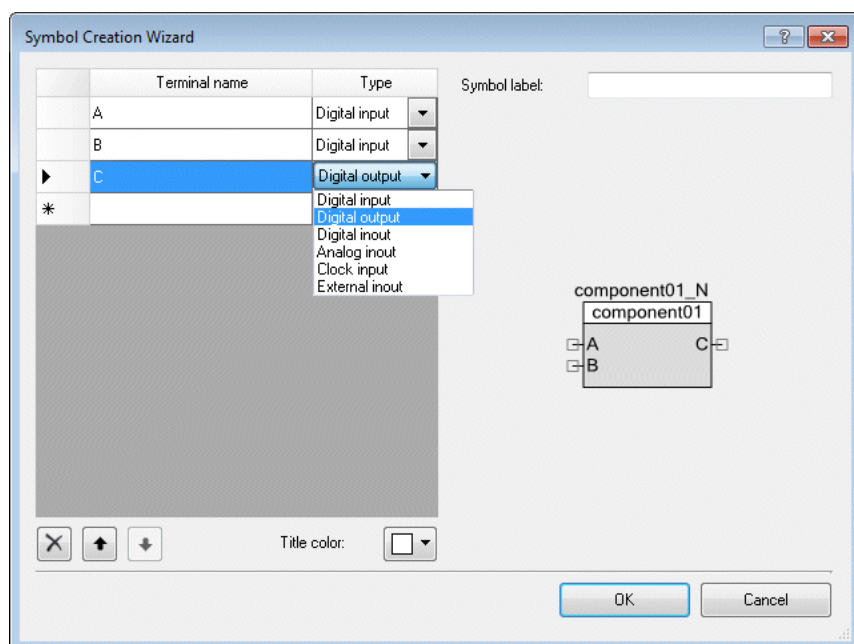 Symbol Creation Wizard
Terminal name Type
Symbol label:
A Digital input
B Digital input
C Digital output
*
Digital input
Digital output
Digital inout
Analog inout
Clock input
External inout
component01_N
component01
A C
B
Title color:
OK Cancel